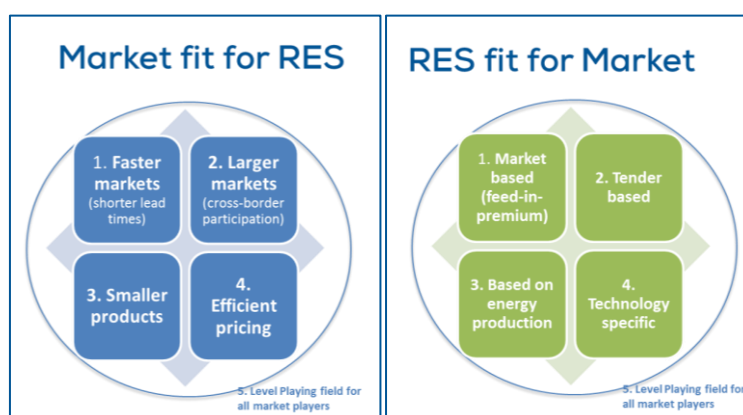 Market fit for RES
1. Faster
markets
(shorter lead
times)
2. Larger
markets
(cross-border
participation)
3. Smaller
products
4.
Efficient
pricing
5. Level Playing field for
all market players
RES fit for Market
1. Market
based
(feed-in-
premium)
2. Tender
based
3. Based on
energy
production
4.
Technology
specific
5. Level Playing field for
all market players